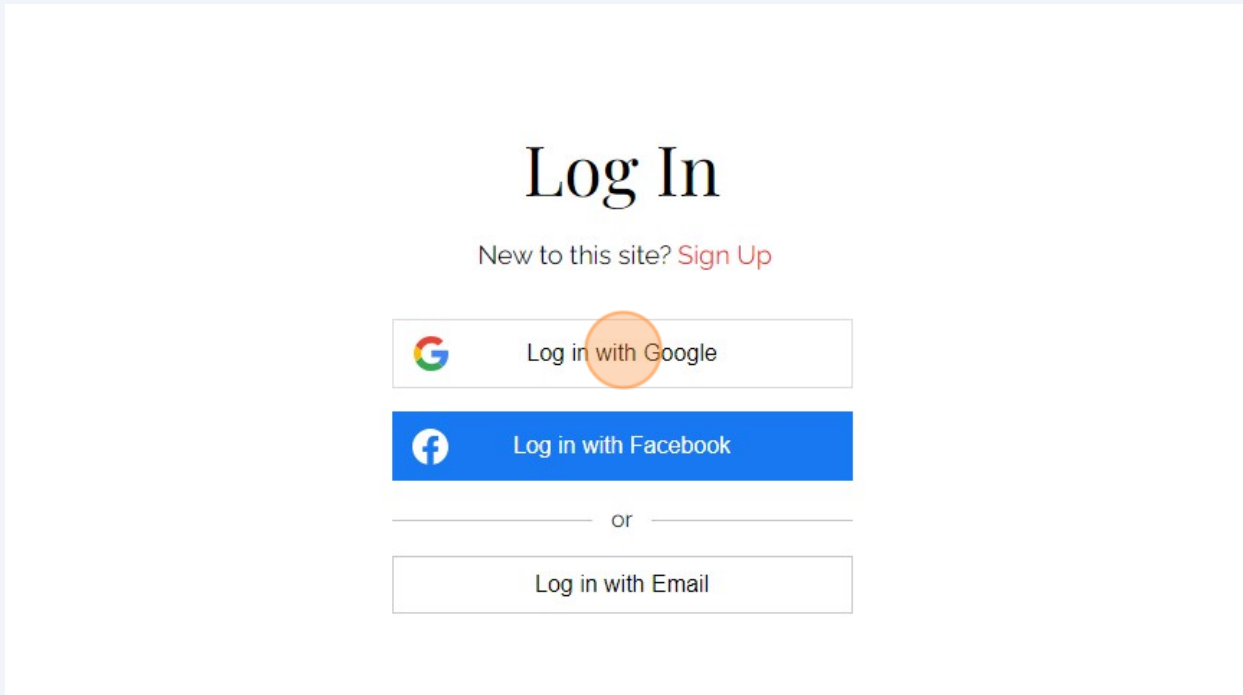 Log In
New to this site? Sign Up
Log in with Google
Log in with Facebook
or
Log in with Email